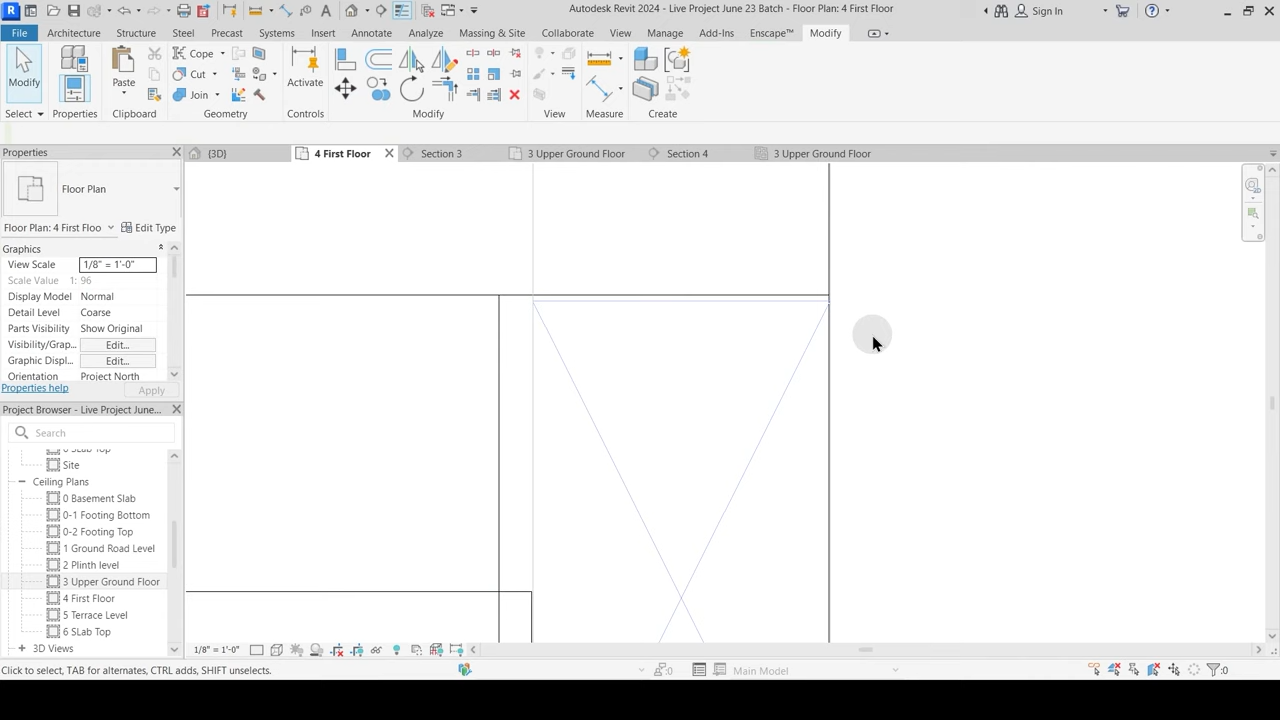 Autodesk Revit 2024 - Live Project June 23 Batch - Floor Plan: 4 First Floor
Sign In
File Architecture Structure Steel Precast Systems Insert Annotate Analyze Massing & Site Collaborate View Manage Add-Ins Enscape™ Modify
Modify
Paste
Cope
Cut
Join
Activate
Select Properties Clipboard Geometry Controls Modify View Measure Create
Properties
{3D} 4 First Floor Section 3 3 Upper Ground Floor Section 4 3 Upper Ground Floor
Floor Plan
Floor Plan: 4 First Floo Edit Type
Graphics
View Scale 1/8" = 1'-0"
Scale Value 1: 96
Display Model Normal
Detail Level Coarse
Parts Visibility Show Original
Visibility/Grap... Edit...
Graphic Displ... Edit...
Orientation Project North
Properties help Apply
Project Browser - Live Project June...
Search
6 SLab Top
Site
Ceiling Plans
0 Basement Slab
0-1 Footing Bottom
0-2 Footing Top
1 Ground Road Level
2 Plinth level
3 Upper Ground Floor
4 First Floor
5 Terrace Level
6 SLab Top
3D Views
1/8" = 1'-0"
Click to select, TAB for alternates, CTRL adds, SHIFT unselects.
:0
Main Model
:0